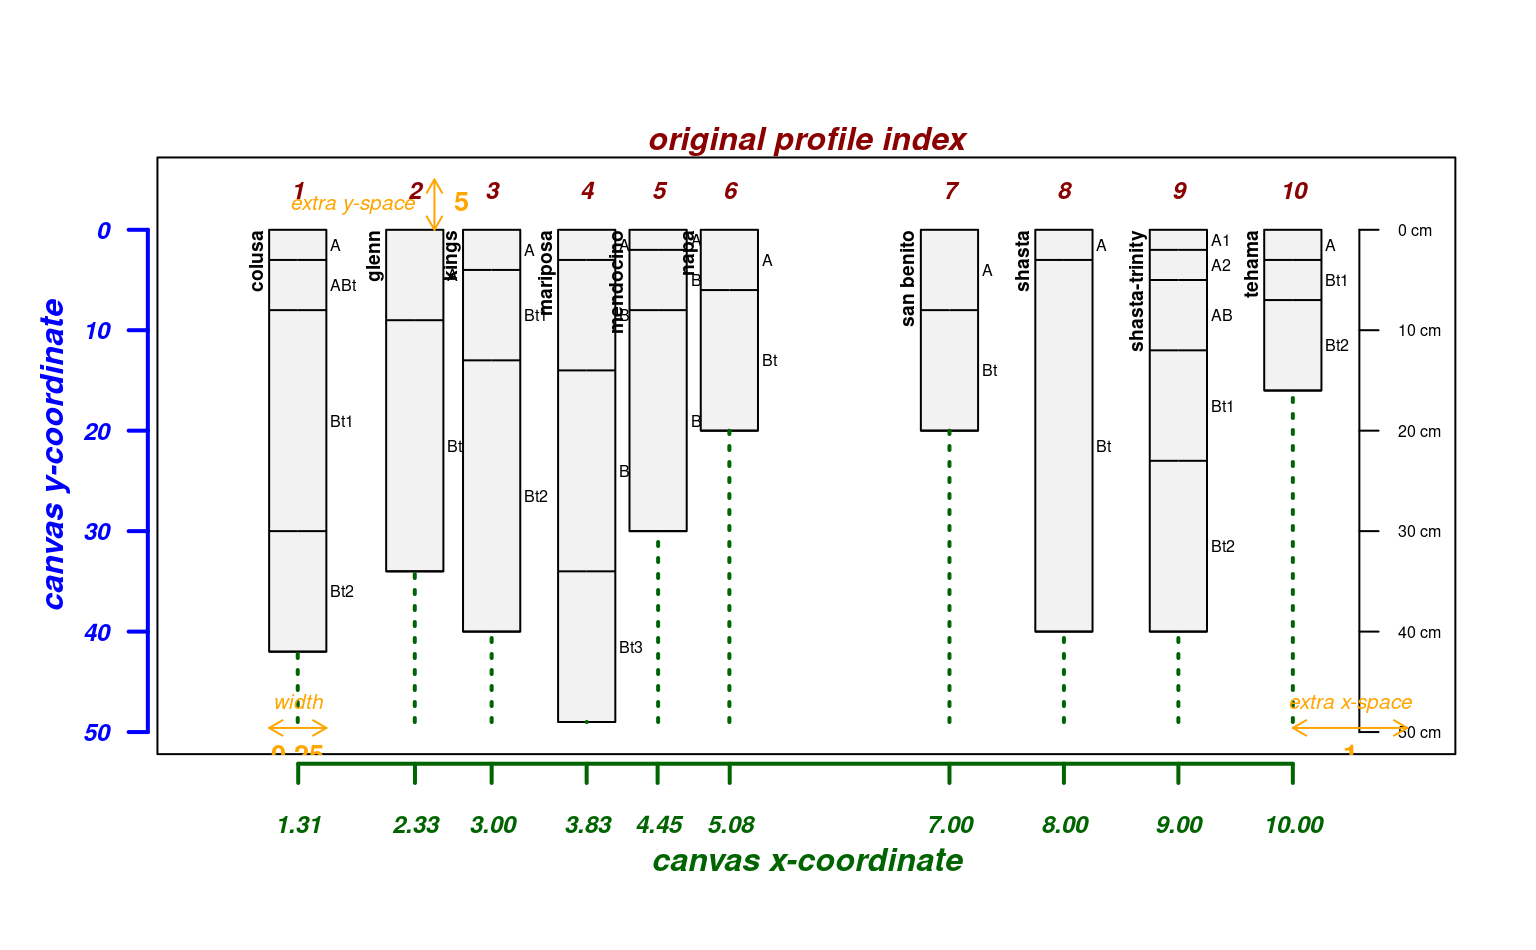 original profile index
1 2 3 4 5 6 7 8 9 10
extra y-space 5
colusa
A
ABt
Bt1
Bt2
glenn
Bt
kings
A
Bt1
Bt2
mariposa
A
B
B
Bt3
mendocino
B
B
napa
A
Bt
san benito
A
Bt
shasta
A
Bt
shasta-trinity
A1
A2
AB
Bt1
Bt2
tehama
A
Bt1
Bt2
0 cm
10 cm
20 cm
30 cm
40 cm
50 cm
canvas y-coordinate
0
10
20
30
40
50
width
0.25
extra x-space
1
1.31 2.33 3.00 3.83 4.45 5.08 7.00 8.00 9.00 10.00
canvas x-coordinate